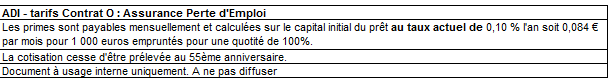 ADI - tarifs Contrat O : Assurance Perte d'Emploi
Les primes sont payables mensuellement et calculées sur le capital initial du prêt au taux actuel de 0,10 % l'an soit 0,084 €
par mois pour 1 000 euros empruntés pour une quotité de 100%.
La cotisation cesse d'être prélevée au 55ème anniversaire.
Document à usage interne uniquement. A ne pas diffuser